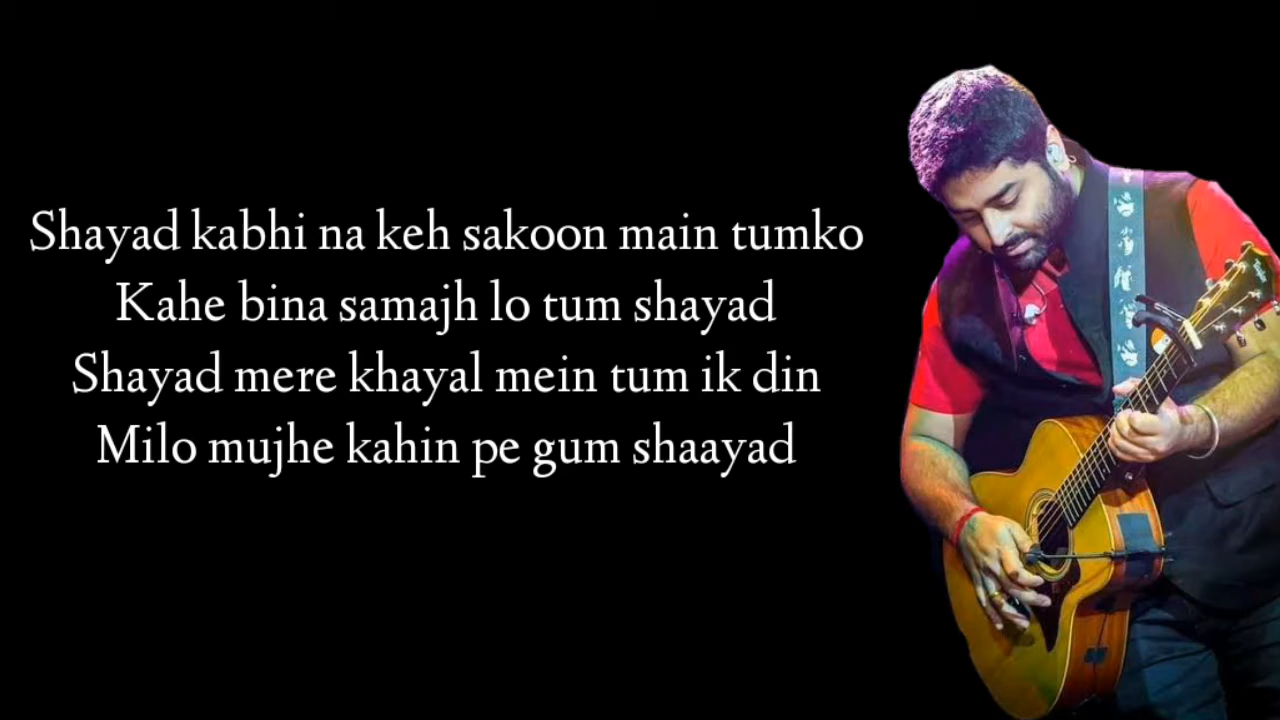 Shayad kabhi na keh sakoon main tumko
Kahe bina samajh lo tum shayad
Shayad mere khayal mein tum ik din
Milo mujhe kahin pe gum shaayad